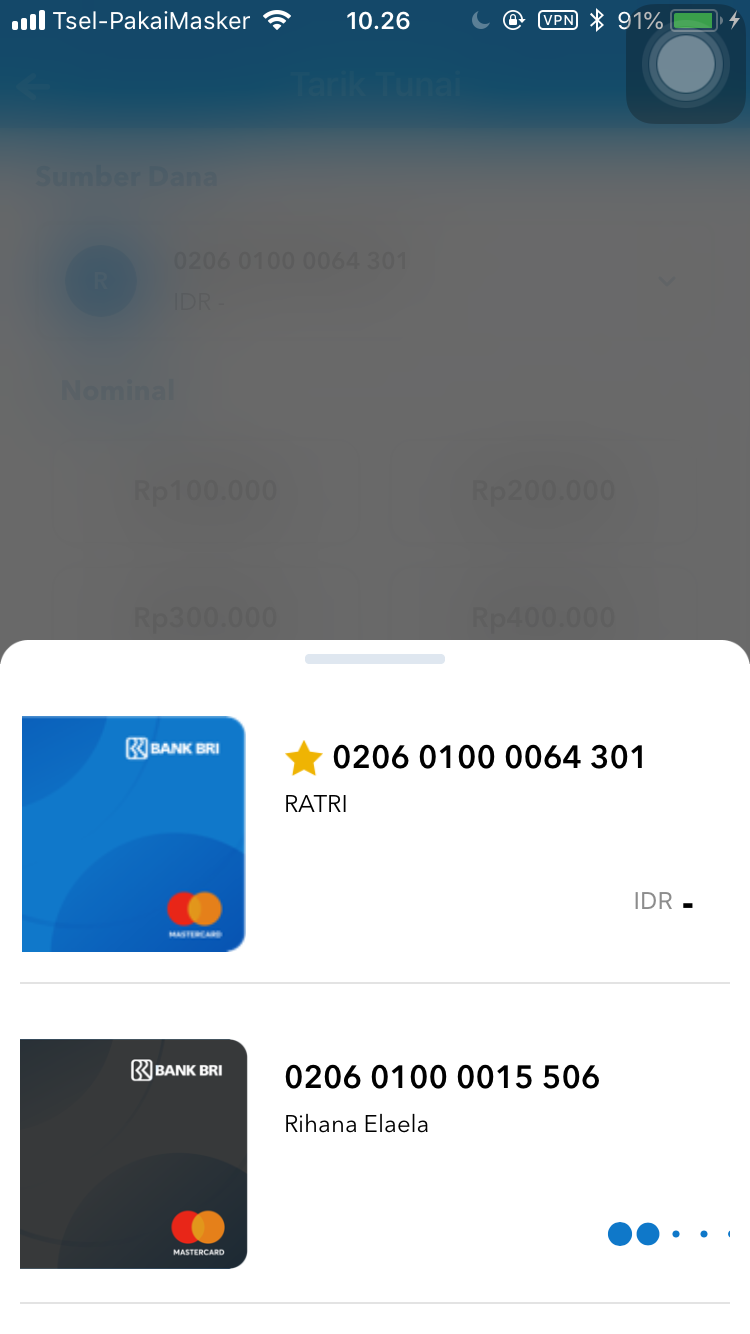 Tsel-PakaiMasker 10.26 VPN 91%
Tarik Tunai
Sumber Dana
R
0206 0100 0064 301
IDR -
Nominal
Rp100.000 Rp200.000
Rp300.000 Rp400.000
BANK BRI
MASTERCARD
0206 0100 0064 301
RATRI
IDR -
BANK BRI
MASTERCARD
0206 0100 0015 506
Rihana Elaela